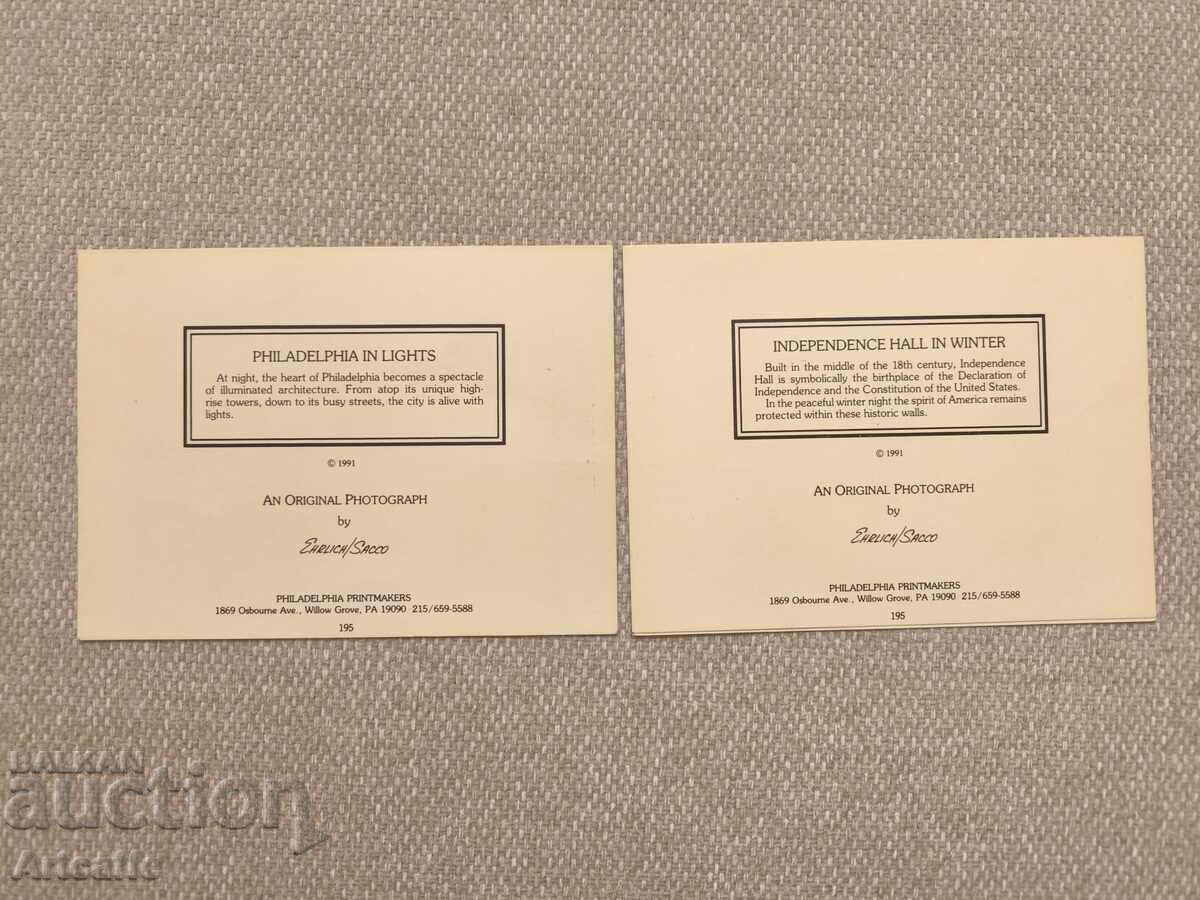 PHILADELPHIA IN LIGHTS
At night, the heart of Philadelphia becomes a spectacle
of illuminated architecture. From atop its unique high-
rise towers, down to its busy streets, the city is alive with
lights.
© 1991
AN ORIGINAL PHOTOGRAPH
by
EHRLICH/SACCO
PHILADELPHIA PRINTMAKERS
1869 Osbourne Ave., Willow Grove, PA 19090 215/659-5588
195
INDEPENDENCE HALL IN WINTER
Built in the middle of the 18th century, Independence
Hall is symbolically the birthplace of the Declaration of
Independence and the Constitution of the United States.
In the peaceful winter night the spirit of America remains
protected within these historic walls.
© 1991
AN ORIGINAL PHOTOGRAPH
by
EHRLICH/SACCO
PHILADELPHIA PRINTMAKERS
1869 Osbourne Ave., Willow Grove, PA 19090 215/659-5588
195
BALKAN
auction
Artcaffe